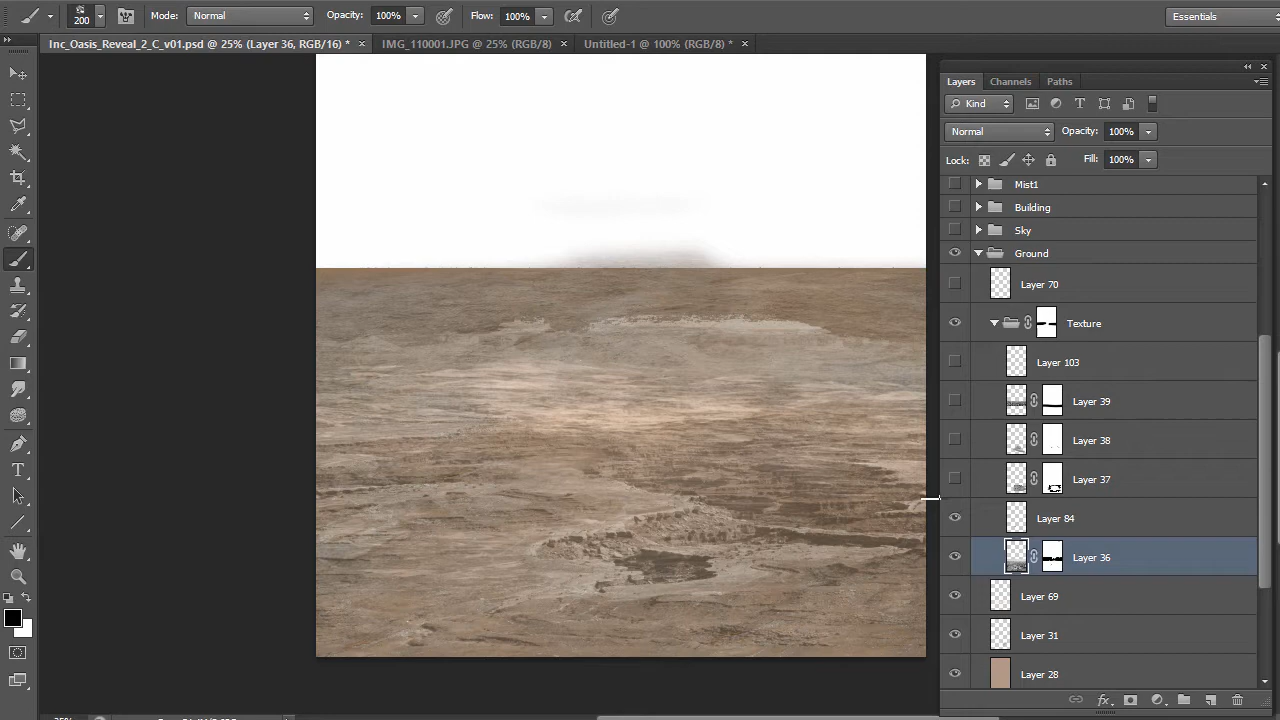 200 Mode: Normal Opacity: 100% Flow: 100% Essentials
Inc_Oasis_Reveal_2_C_v01.psd @ 25% (Layer 36, RGB/16) * × IMG_110001.JPG @ 25% (RGB/8) × Untitled-1 @ 100% (RGB/8) * ×
Layers Channels Paths
Kind
Normal Opacity: 100%
Lock: Fill: 100%
Mist1
Building
Sky
Ground
Layer 70
Texture
Layer 103
Layer 39
Layer 38
Layer 37
Layer 84
Layer 36
Layer 69
Layer 31
Layer 28